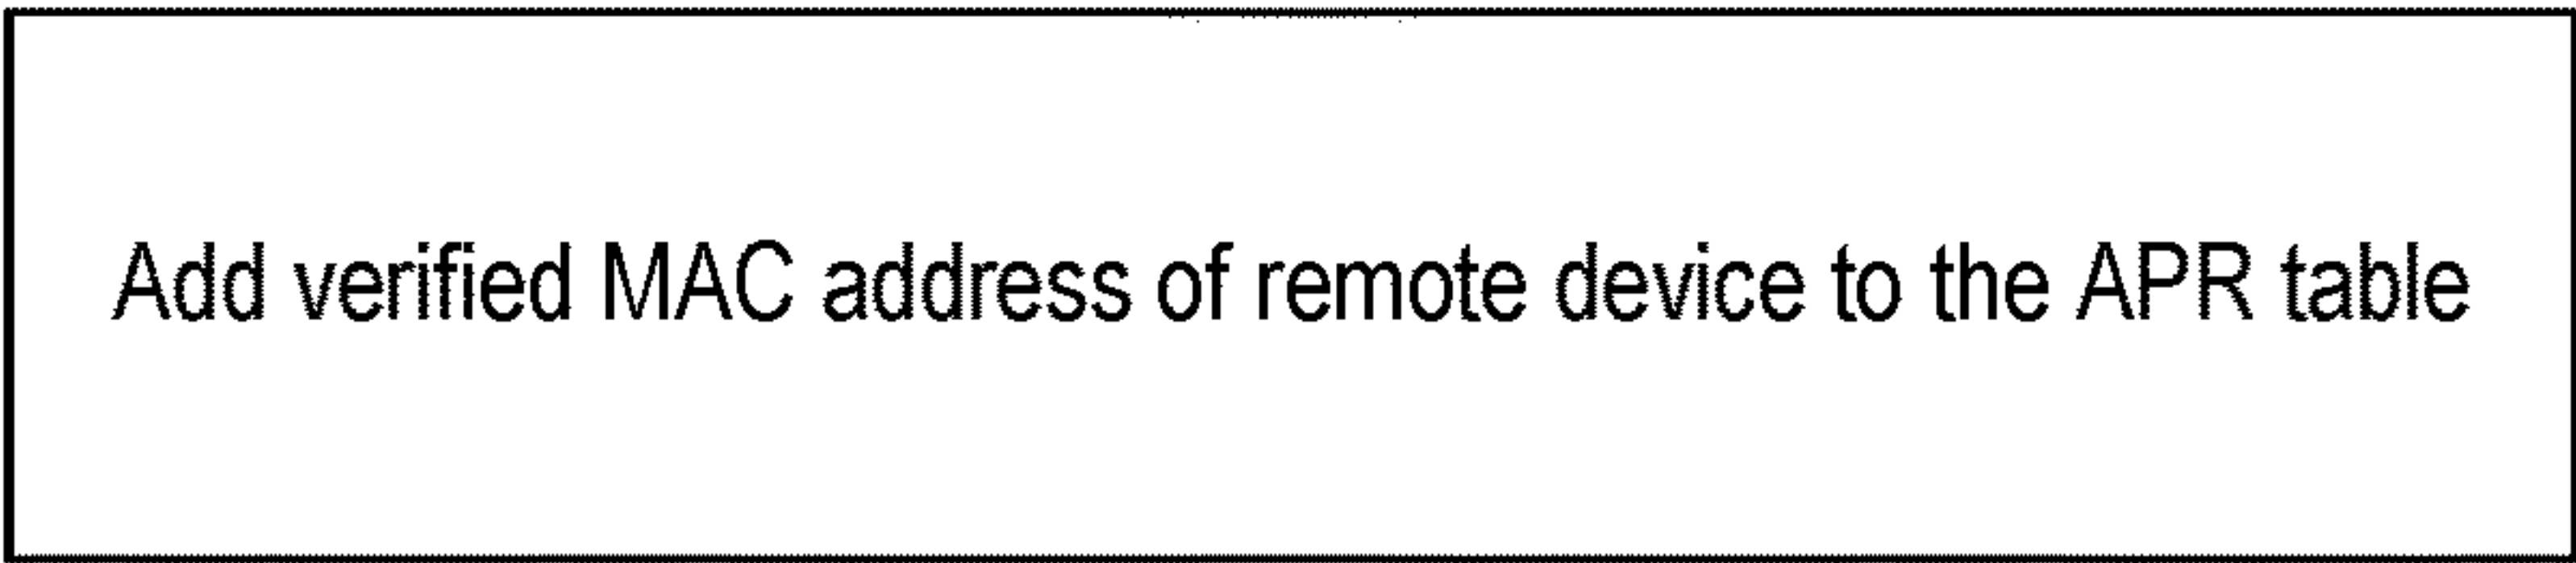 Add verified MAC address of remote device to the APR table